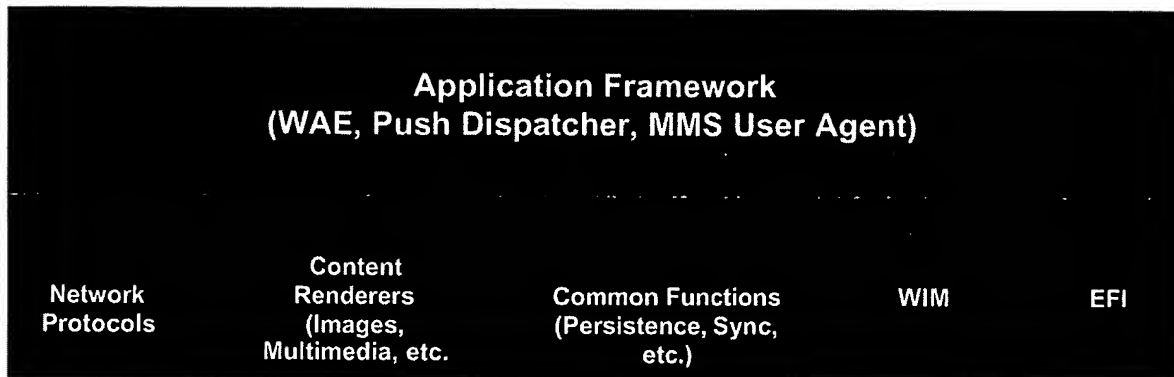 Application Framework
(WAE, Push Dispatcher, MMS User Agent)
Network
Protocols
Content
Renderers
(Images,
Multimedia, etc.
Common Functions
(Persistence, Sync,
etc.)
WIM
EFI